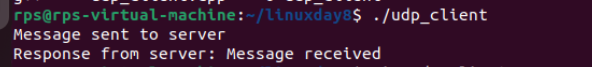 rps@rps-virtual-machine:~/linuxday8$ ./udp_client
Message sent to server
Response from server: Message received